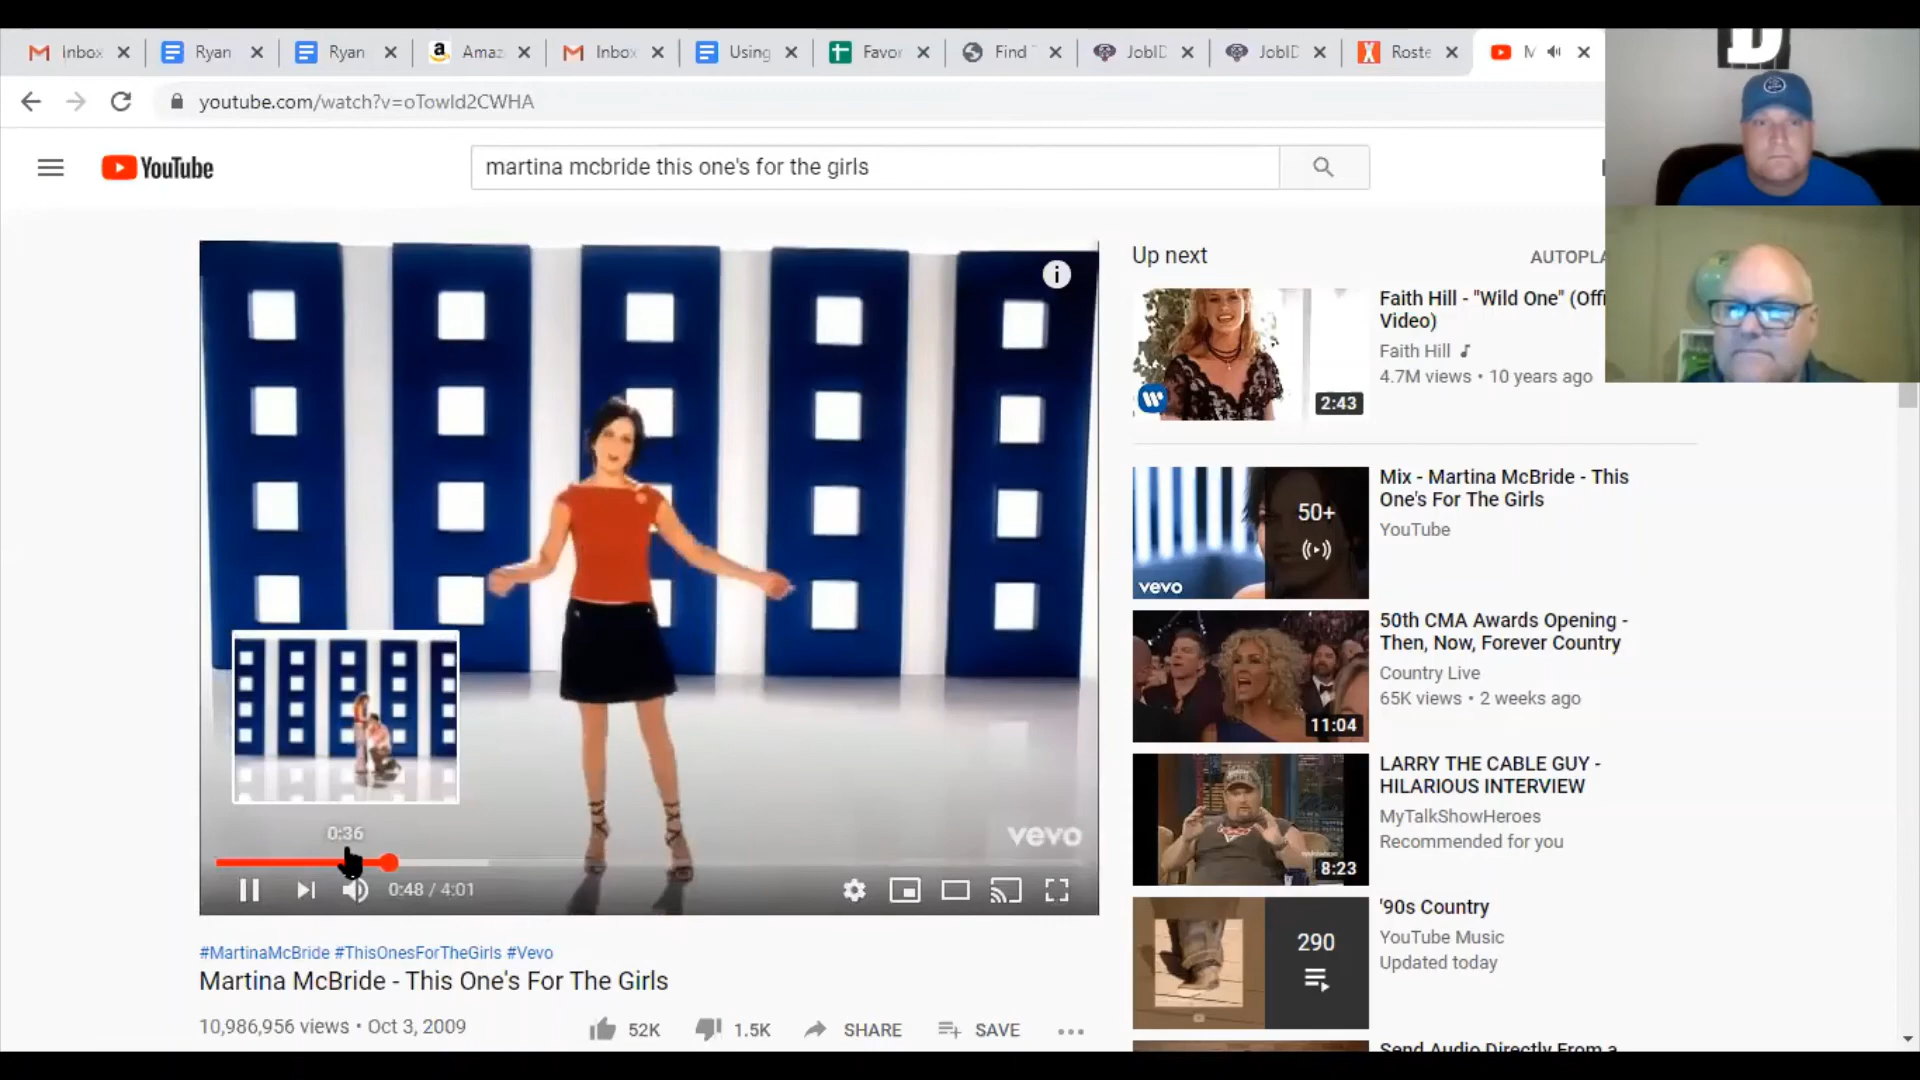 Inbox
Ryan
Ryan
a
Amaz
Inbox
Using
Favor
Find
JobID
JobID
Roste
M
youtube.com/watch?v=oTowld2CWHA
D
YouTube
martina mcbride this one's for the girls
i
vevo
0:36
0:48 / 4:01
#MartinaMcBride #ThisOnesForTheGirls #Vevo
Martina McBride - This One's For The Girls
10,986,956 views • Oct 3, 2009
52K
1.5K
SHARE
SAVE
Up next
AUTOPLA
W
2:43
Faith Hill - "Wild One" (Offi
Video)
Faith Hill
4.7M views • 10 years ago
vevo
50+
Mix - Martina McBride - This
One's For The Girls
YouTube
11:04
50th CMA Awards Opening -
Then, Now, Forever Country
Country Live
65K views • 2 weeks ago
8:23
LARRY THE CABLE GUY -
HILARIOUS INTERVIEW
MyTalkShowHeroes
Recommended for you
290
'90s Country
YouTube Music
Updated today
Send Audio Directly From a